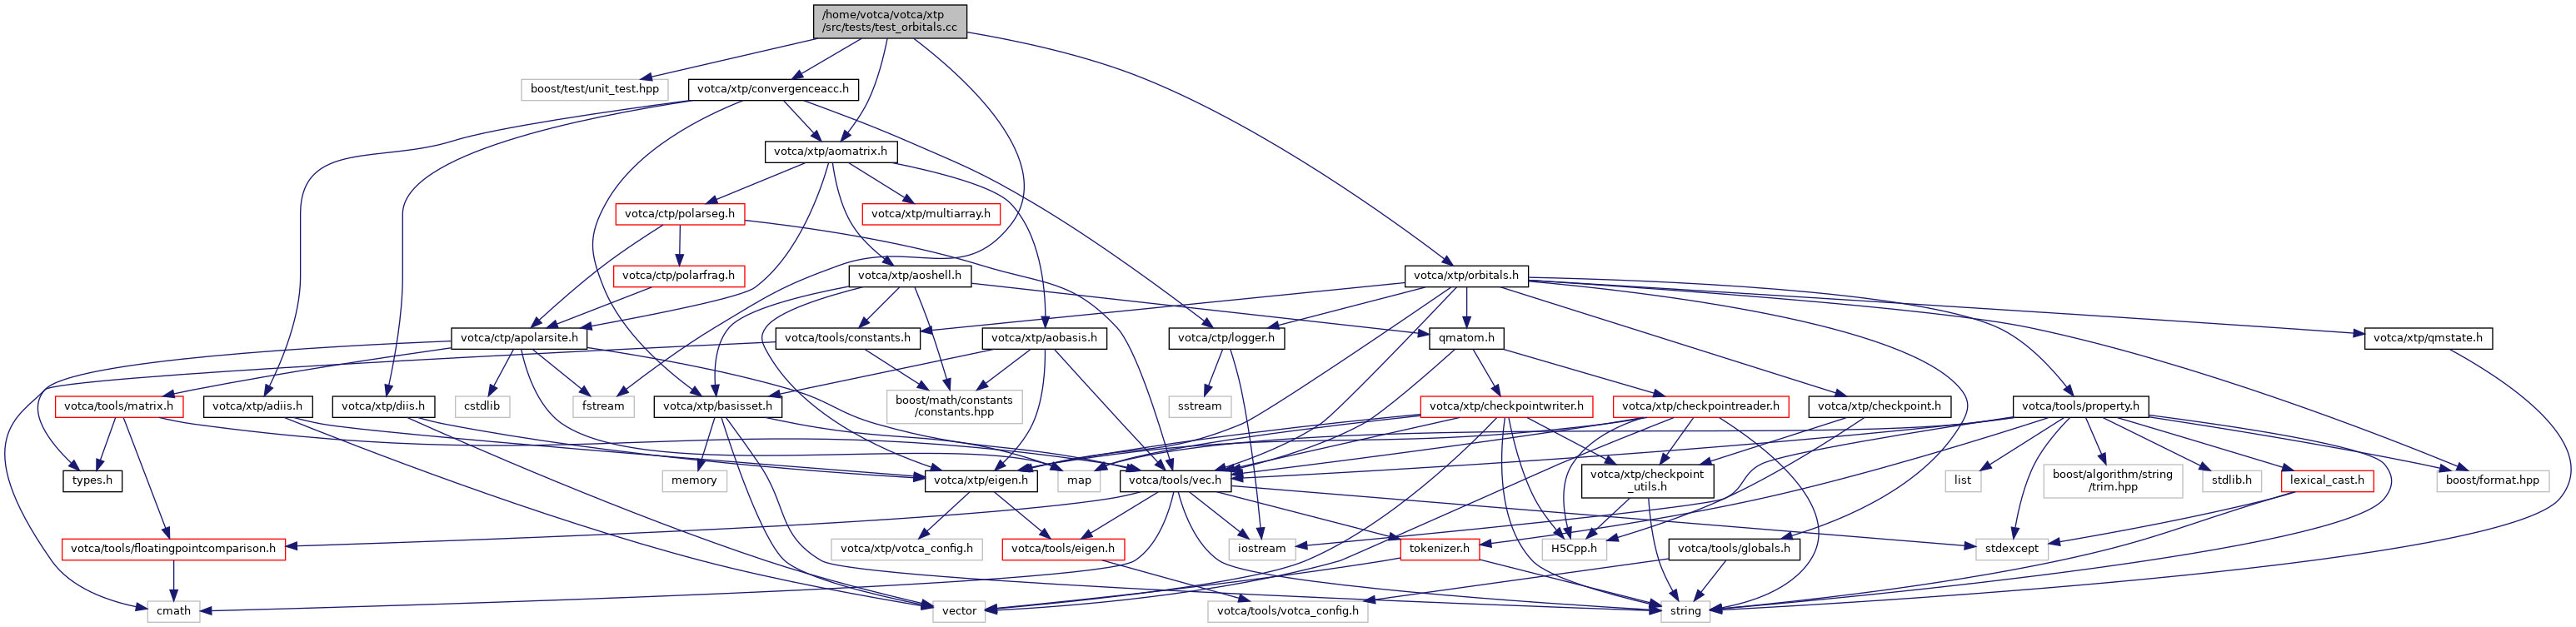 /home/votca/votca/xtp
/src/tests/test_orbitals.cc
boost/test/unit_test.hpp
votca/xtp/convergenceacc.h
votca/xtp/aomatrix.h
votca/ctp/polarseg.h
votca/xtp/multiarray.h
votca/ctp/polarfrag.h
votca/xtp/aoshell.h
votca/xtp/orbitals.h
votca/ctp/apolarsite.h
votca/tools/constants.h
votca/xtp/aobasis.h
votca/ctp/logger.h
qmatom.h
votca/xtp/qmstate.h
votca/tools/matrix.h
votca/xtp/adiis.h
votca/xtp/diis.h
cstdlib
fstream
votca/xtp/basisset.h
boost/math/constants
/constants.hpp
sstream
votca/xtp/checkpointwriter.h
votca/xtp/checkpointreader.h
votca/xtp/checkpoint.h
votca/tools/property.h
types.h
memory
votca/xtp/eigen.h
map
votca/tools/vec.h
votca/xtp/checkpoint
_utils.h
list
boost/algorithm/string
/trim.hpp
stdlib.h
lexical_cast.h
boost/format.hpp
votca/tools/floatingpointcomparison.h
votca/xtp/votca_config.h
votca/tools/eigen.h
iostream
tokenizer.h
H5Cpp.h
votca/tools/globals.h
stdexcept
cmath
vector
votca/tools/votca_config.h
string